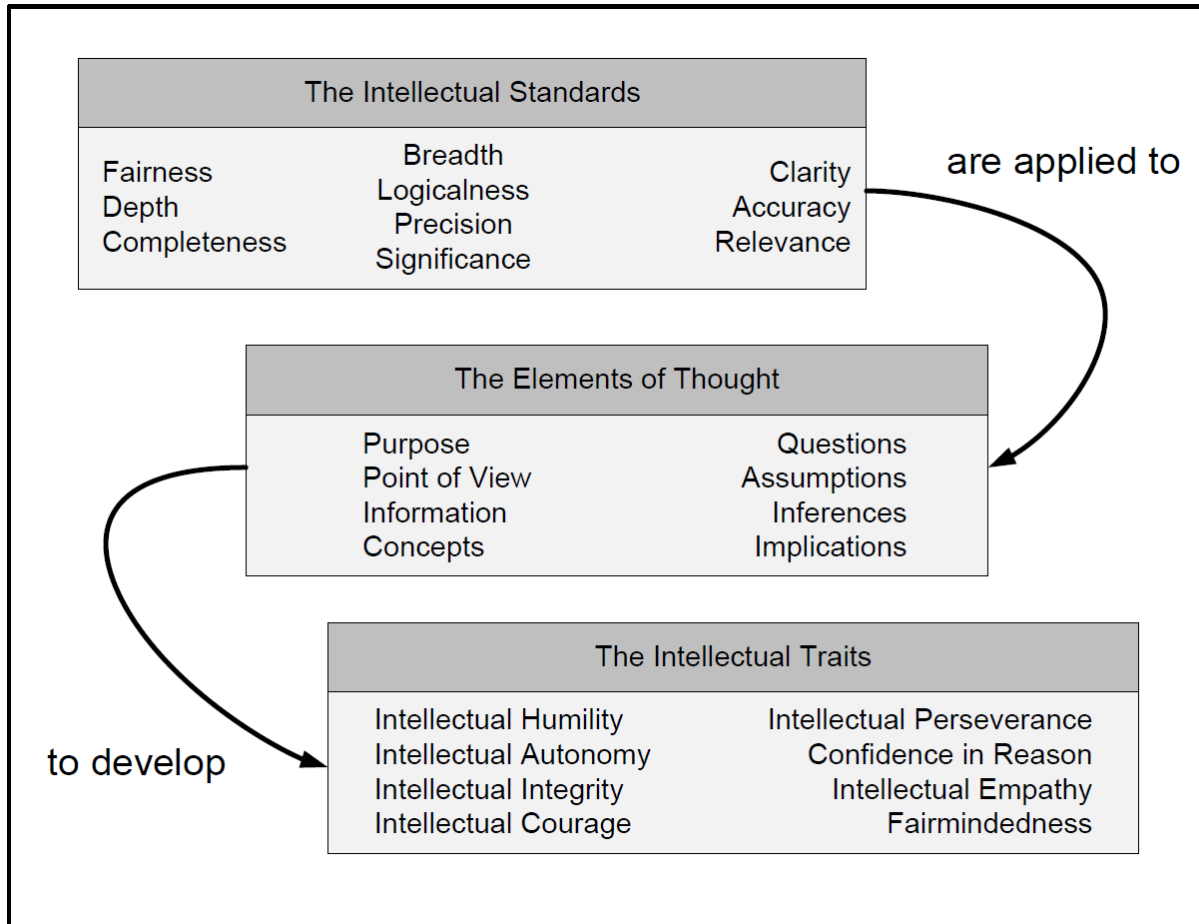 The Intellectual Standards
Fairness
Depth
Completeness
Breadth
Logicalness
Precision
Significance
Clarity
Accuracy
Relevance
are applied to
The Elements of Thought
Purpose
Point of View
Information
Concepts
Questions
Assumptions
Inferences
Implications
to develop
The Intellectual Traits
Intellectual Humility
Intellectual Autonomy
Intellectual Integrity
Intellectual Courage
Intellectual Perseverance
Confidence in Reason
Intellectual Empathy
Fairmindedness